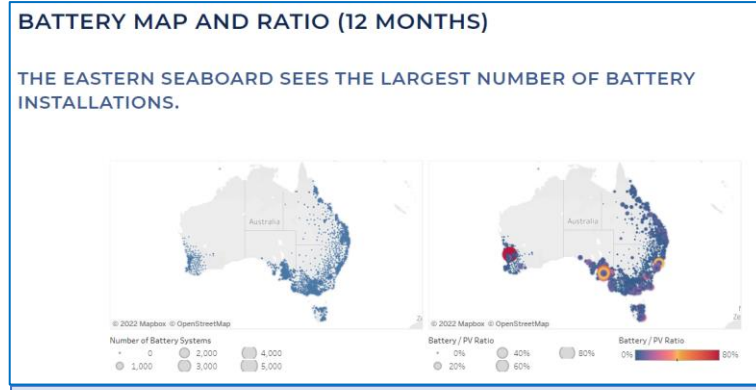 BATTERY MAP AND RATIO (12 MONTHS)
THE EASTERN SEABOARD SEES THE LARGEST NUMBER OF BATTERY
INSTALLATIONS.
Australia
© 2022 Mapbox © OpenStreetMap
Australia
© 2022 Mapbox © OpenStreetMap
Number of Battery Systems
0 2,000 4,000
1,000 3,000 5,000
Battery / PV Ratio
0% 40% 80%
20% 60%
Battery / PV Ratio
0% 80%